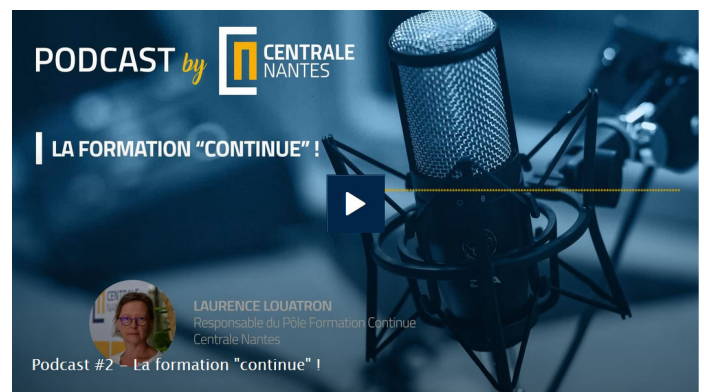 PODCAST by CENTRALE NANTES
LA FORMATION “CONTINUE” !
LAURENCE LOUATRON
Responsable du Pôle Formation Continue
Centrale Nantes
Podcast #2 – La formation "continue" !